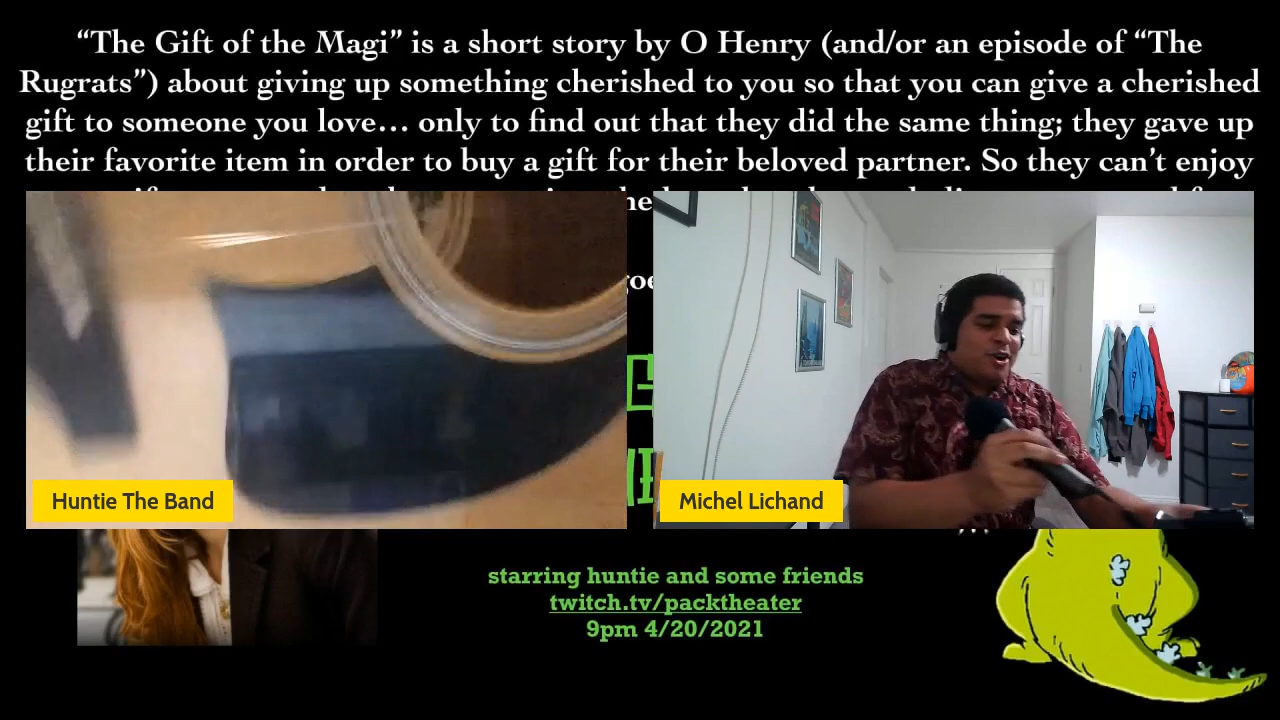 “The Gift of the Magi” is a short story by O Henry (and/or an episode of “The
Rugrats”) about giving up something cherished to you so that you can give a cherished
gift to someone you love... only to find out that they did the same thing; they gave up
their favorite item in order to buy a gift for their beloved partner. So they can’t enjoy
Huntie The Band
Michel Lichand
starring huntie and some friends
twitch.tv/packtheater
9pm 4/20/2021